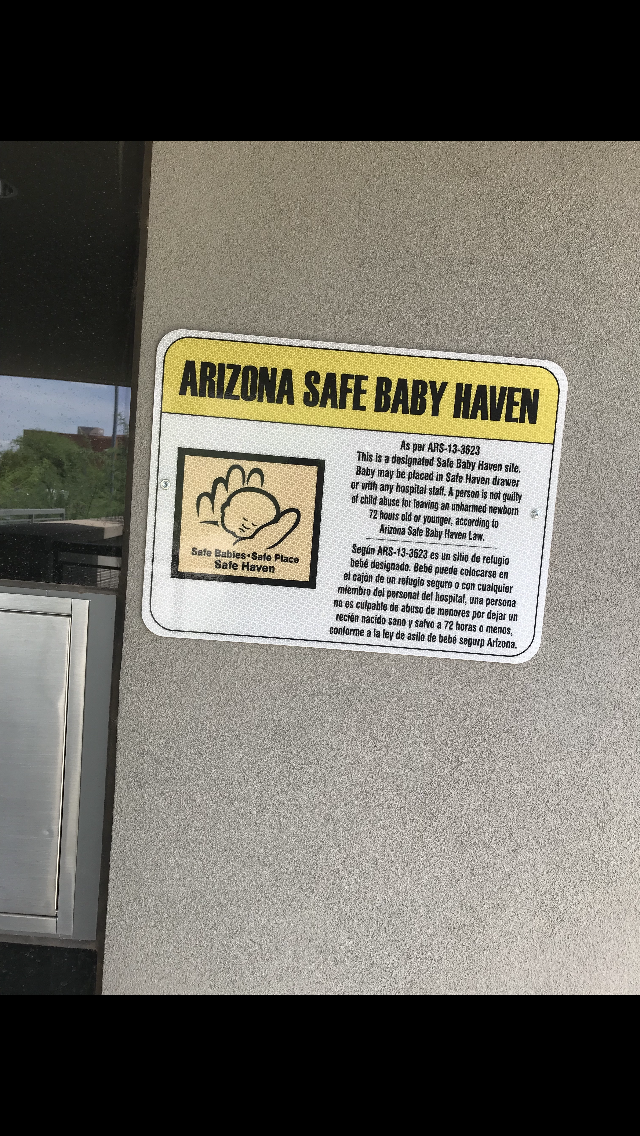 ARIZONA SAFE BABY HAVEN
Safe Babies•Safe Place
Safe Haven
As per ARS-13-3623
This is a designated Safe Baby Haven site.
Baby may be placed in Safe Haven drawer
or with any hospital staff. A person is not guilty
of child abuse for leaving an unharmed newborn
72 hours old or younger, according to
Arizona Safe Baby Haven Law.
Según ARS-13-3623 es un sitio de refugio
bebé designado. Bebé puede colocarse en
el cajón de un refugio seguro o con cualquier
miembro del personal del hospital, una persona
no es culpable de abuso de menores por dejar un
recién nacido sano y salvo a 72 horas o menos,
conforme a la ley de asilo de bebé segurp Arizona.